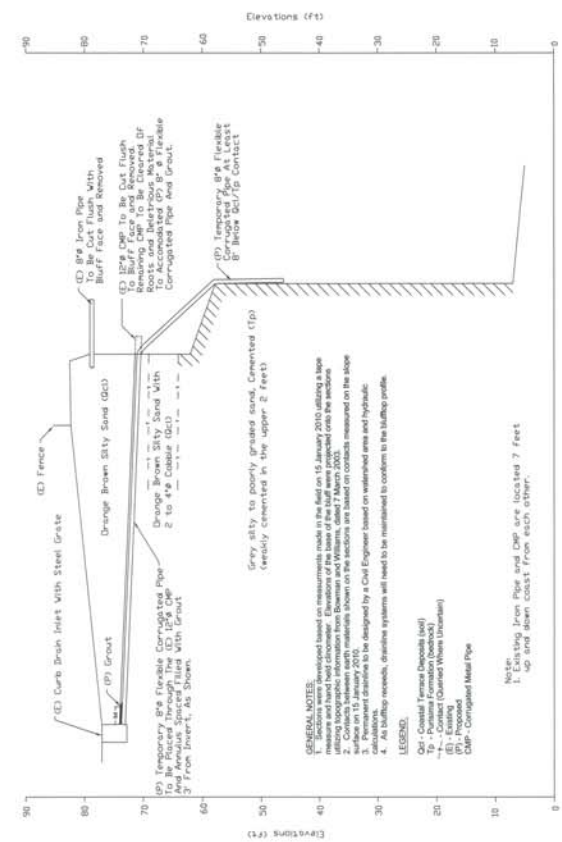 Elevations (ft)
90
80
70
60
50
40
30
20
10
0
(E) Fence
(E) Curb Drain Inlet With Steel Grate
(E) 8"ø Iron Pipe
To Be Cut Flush With
Bluff Face and Removed
(E) 12"ø CMP To Be Cut Flush
To Bluff Face and Removed.
Remaining CMP To Be Cleared Of
Roots and Deletrious Material
To Accomodated (P) 8" Ø Flexible
Corrugated Pipe And Grout.
(P) Temporary 8"ø Flexible
Corrugated Pipe At Least
8' Below Qcl/Tp Contact
(P) Grout
3'
Orange Brown Silty Sand (Qcl)
Orange Brown Silty Sand With
2 to 4"ø Cobble (Qcl)
Grey silty to poorly graded sand, Cemented (Tp)
(weakly cemented in the upper 2 feet)
(P) Temporary 8"ø Flexible Corrugated Pipe
To Be Placed Through The (E) 12"ø CMP
And Annulus Spaced Filled With Grout
3' From Invert, As Shown.
GENERAL NOTES:
1. Sections were developed based on measurments made in the field on 15 January 2010 utilizing a tape
measure and hand held clinometer. Elevations of the base of the bluff were projected onto the sections
utilizing topographic information from Bowman and Williams, dated 7 March 2003.
2. Contacts between earth materials shown on the sections are based on contacts measured on the slope
surface on 15 January 2010.
3. Permanent drainline to be designed by a Civil Engineer based on watershed area and hydraulic
calculations.
4. As blufftop receeds, drainline systems will need to be maintained to conform to the blufftop profile.
LEGEND
Qcl - Coastal Terrace Deposits (soil)
Tp - Purisima Formation (bedrock)
- Contact (Queried Where Uncertain)
(E) - Existing
(P) - Proposed
CMP - Corrugated Metal Pipe
Note:
1. Existing Iron Pipe and CMP are located 7 feet
up and down coast from each other.
90
80
70
60
50
40
30
20
10
0
Elevations (ft)